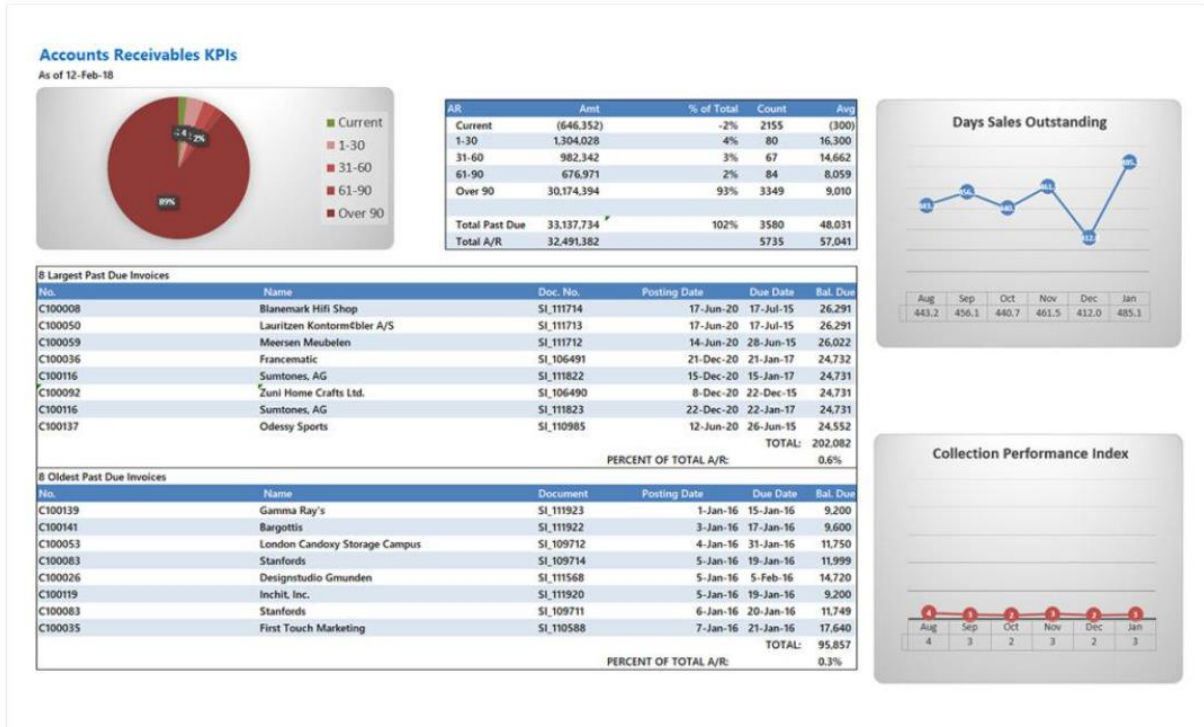 Accounts Receivables KPIs
As of 12-Feb-18
4 2%
89%
Current
1-30
31-60
61-90
Over 90
AR Amt % of Total Count Avg
Current (646,352) -2% 2155 (300)
1-30 1,304,028 4% 80 16,300
31-60 982,342 3% 67 14,662
61-90 676,971 2% 84 8,059
Over 90 30,174,394 93% 3349 9,010
Total Past Due 33,137,734 102% 3580 48,031
Total A/R 32,491,382 5735 57,041
Days Sales Outstanding
Aug Sep Oct Nov Dec Jan
443.2 456.1 440.7 461.5 412.0 485.1
8 Largest Past Due Invoices
No. Name Doc. No. Posting Date Due Date Bal. Due
C100008 Blanemark Hifi Shop SI_111714 17-Jun-20 17-Jul-15 26,291
C100050 Lauritzen Kontorm¢bler A/S SI_111713 17-Jun-20 17-Jul-15 26,291
C100059 Meersen Meubelen SI_111712 14-Jun-20 28-Jun-15 26,022
C100036 Francematic SI_106491 21-Dec-20 21-Jan-17 24,732
C100116 Sumtones, AG SI_111822 15-Dec-20 15-Jan-17 24,731
C100092 Zuni Home Crafts Ltd. SI_106490 8-Dec-20 22-Dec-15 24,731
C100116 Sumtones, AG SI_111823 22-Dec-20 22-Jan-17 24,731
C100137 Odessy Sports SI_110985 12-Jun-20 26-Jun-15 24,552
TOTAL: 202,082
PERCENT OF TOTAL A/R: 0.6%
8 Oldest Past Due Invoices
No. Name Document Posting Date Due Date Bal. Due
C100139 Gamma Ray's SI_111923 1-Jan-16 15-Jan-16 9,200
C100141 Bargottis SI_111922 3-Jan-16 17-Jan-16 9,600
C100053 London Candoxy Storage Campus SI_109712 4-Jan-16 31-Jan-16 11,750
C100083 Stanfords SI_109714 5-Jan-16 19-Jan-16 11,999
C100026 Designstudio Gmunden SI_111568 5-Jan-16 5-Feb-16 14,720
C100119 Inchit, Inc. SI_111920 5-Jan-16 19-Jan-16 9,200
C100083 Stanfords SI_109711 6-Jan-16 20-Jan-16 11,749
C100035 First Touch Marketing SI_110588 7-Jan-16 21-Jan-16 17,640
TOTAL: 95,857
PERCENT OF TOTAL A/R: 0.3%
Collection Performance Index
4 3 2 3 2 3
Aug Sep Oct Nov Dec Jan
4 3 2 3 2 3